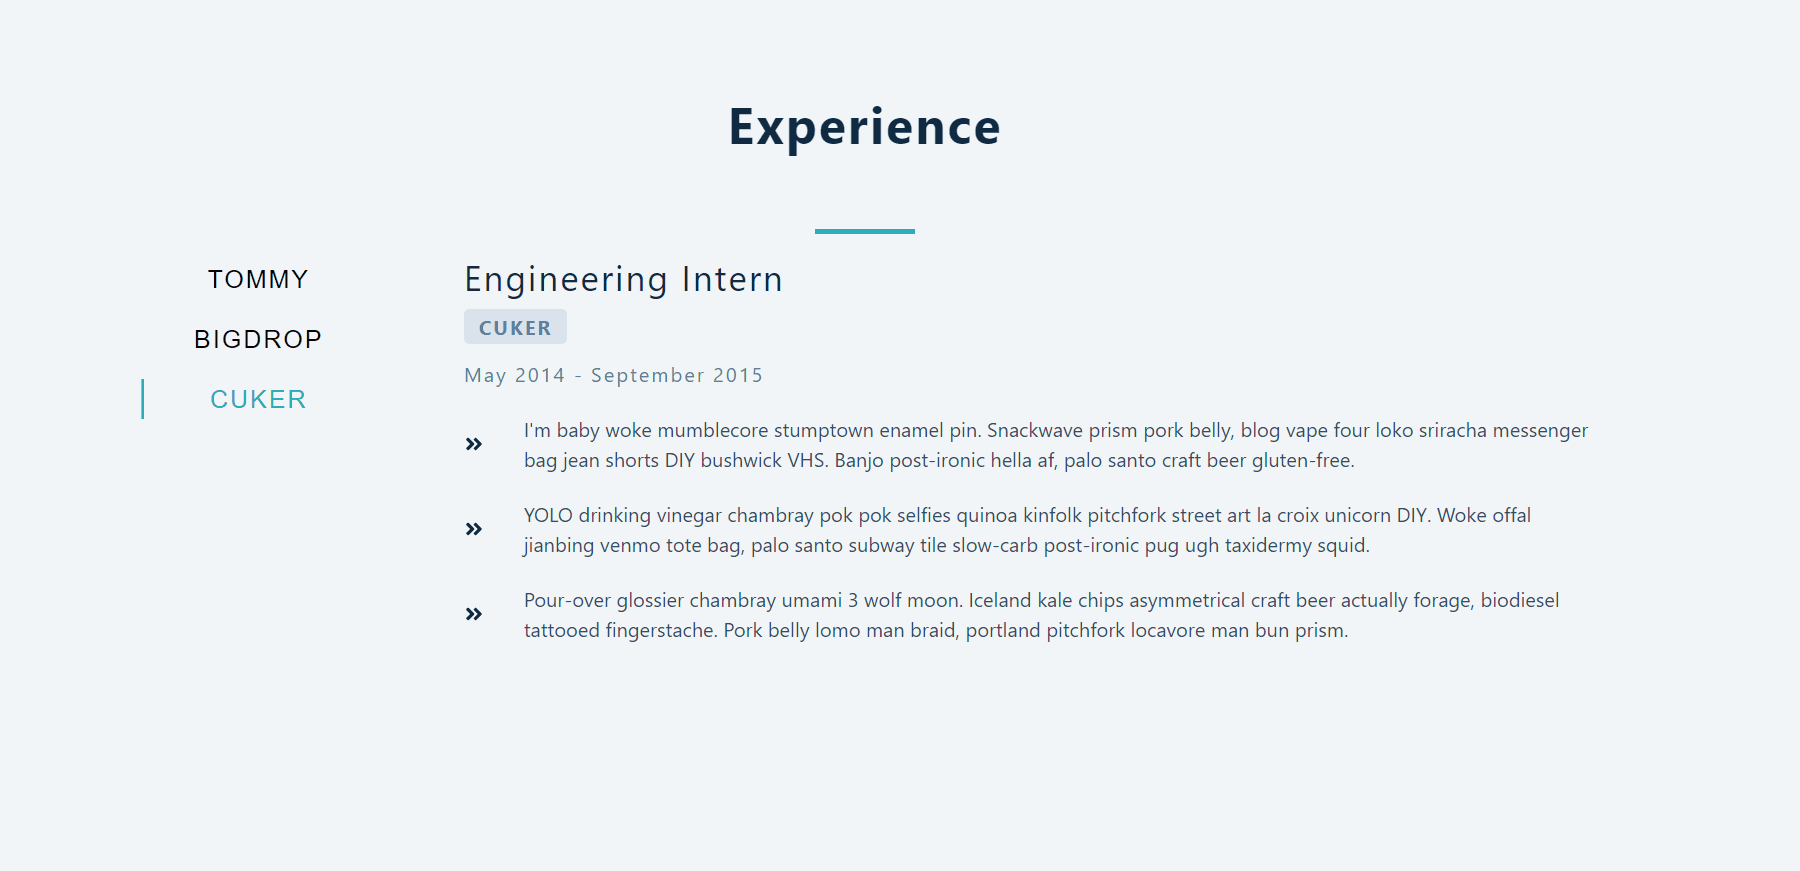 Experience
TOMMY
BIGDROP
CUKER
Engineering Intern
CUKER
May 2014 - September 2015
I'm baby woke mumblecore stumptown enamel pin. Snackwave prism pork belly, blog vape four loko sriracha messenger
bag jean shorts DIY bushwick VHS. Banjo post-ironic hella af, palo santo craft beer gluten-free.
YOLO drinking vinegar chambray pok pok selfies quinoa kinfolk pitchfork street art la croix unicorn DIY. Woke offal
jianbing venmo tote bag, palo santo subway tile slow-carb post-ironic pug ugh taxidermy squid.
Pour-over glossier chambray umami 3 wolf moon. Iceland kale chips asymmetrical craft beer actually forage, biodiesel
tattooed fingerstache. Pork belly lomo man braid, portland pitchfork locavore man bun prism.